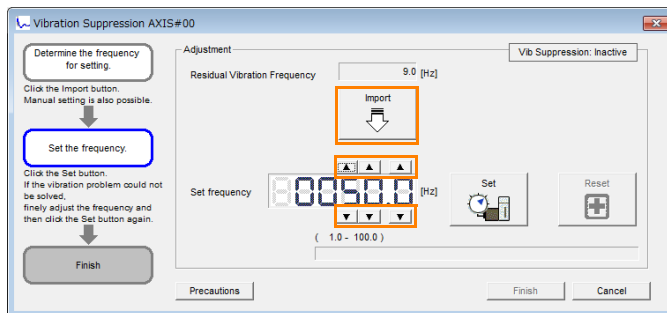 Vibration Suppression AXIS#00
Determine the frequency
for setting.
Click the Import button.
Manual setting is also possible.
Set the frequency.
Click the Set button.
If the vibration problem could not
be solved,
finely adjust the frequency and
then click the Set button again.
Finish
Adjustment
Vib Suppression: Inactive
Residual Vibration Frequency 9.0 [Hz]
Import
Set frequency 0050.0 [Hz]
Set
Reset
( 1.0 - 100.0 )
Precautions
Finish
Cancel